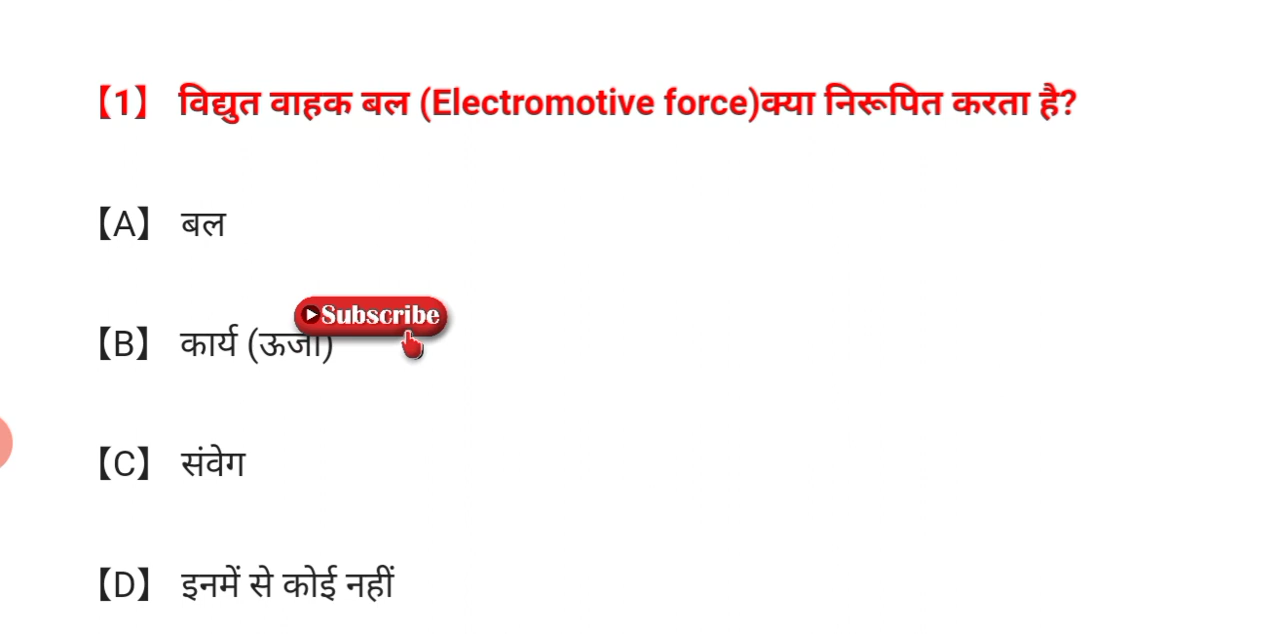 【1】 विद्युत वाहक बल (Electromotive force)क्या निरूपित करता है?
【A】 बल
Subscribe
【B】 कार्य (ऊर्जा)
【C】 संवेग
【D】 इनमें से कोई नहीं